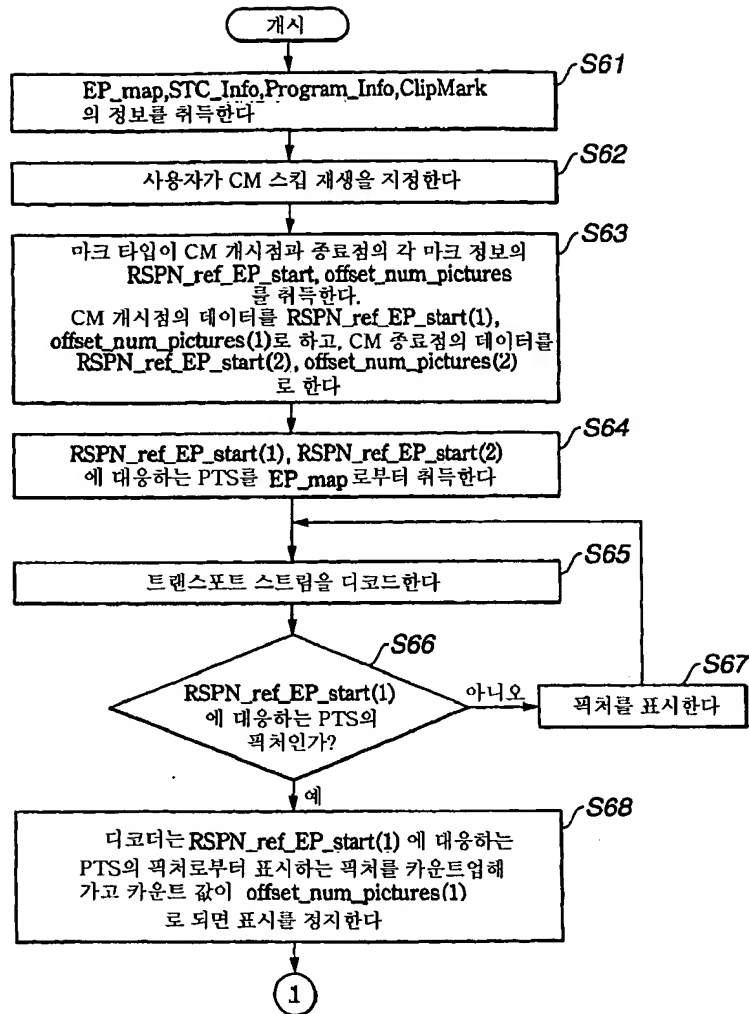 개시
S61
EP_map,STC_Info,Program_Info,ClipMark
의 정보를 취득한다
S62
사용자가 CM 스킵 재생을 지정한다
S63
마크 타입이 CM 개시점과 종료점의 각 마크 정보의
RSPN_ref_EP_start, offset_num_pictures
를 취득한다.
CM 개시점의 데이터를 RSPN_ref_EP_start(1),
offset_num_pictures(1)로 하고, CM 종료점의 데이터를
RSPN_ref_EP_start(2), offset_num_pictures(2)
로 한다
S64
RSPN_ref_EP_start(1), RSPN_ref_EP_start(2)
에 대응하는 PTS를 EP_map로부터 취득한다
S65
트랜스포트 스트림을 디코드한다
S66
RSPN_ref_EP_start(1)
에 대응하는 PTS의
픽처인가?
아니오
S67
픽처를 표시한다
예
S68
디코더는 RSPN_ref_EP_start(1) 에 대응하는
PTS의 픽처로부터 표시하는 픽처를 카운트업해
가고 카운트 값이 offset_num_pictures(1)
로 되면 표시를 정지한다
1